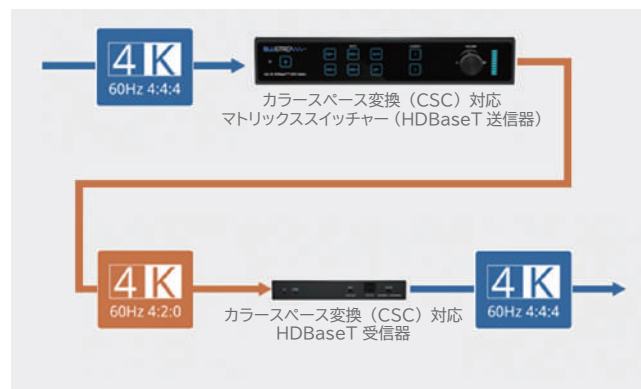 4K
60Hz 4:4:4
カラースペース変換（CSC）対応
マトリックススイッチャー（HDBaseT 送信器）
4K
60Hz 4:2:0
カラースペース変換（CSC）対応
HDBaseT 受信器
4K
60Hz 4:4:4